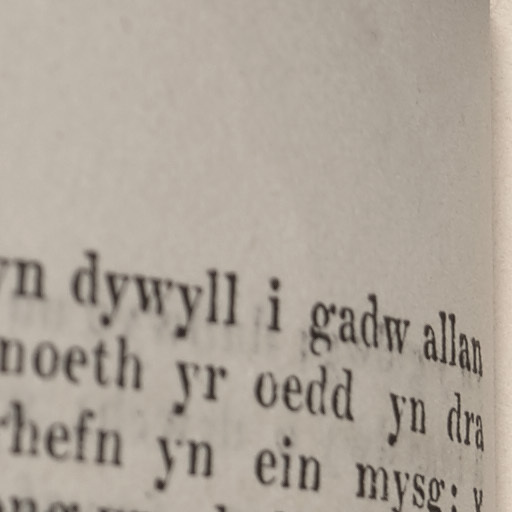 yn dywyll i gadw allan
noeth yr oedd yn dra
hefn yn ein mysg; y